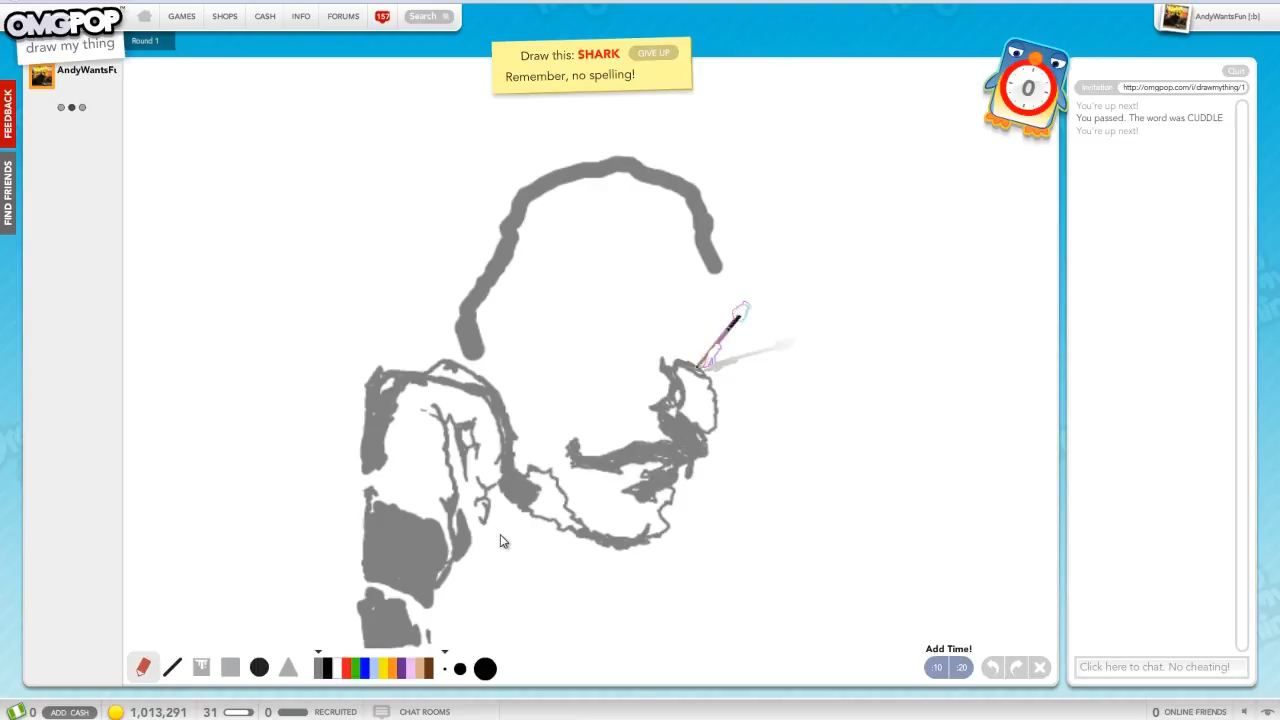 OMGPOP™
GAMES
SHOPS
CASH
INFO
FORUMS
157
Search
AndyWantsFun [:b]
draw my thing
Round 1
Draw this: SHARK
GIVE UP
Remember, no spelling!
AndyWantsFu
FEEDBACK
FIND FRIENDS
0
Quit
Invitation
http://omgpop.com/i/drawmything/1
You're up next!
You passed. The word was CUDDLE
You're up next!
Add Time!
:10
:20
Click here to chat. No cheating!
0
ADD CASH
1,013,291
31
0
RECRUITED
CHAT ROOMS
0 ONLINE FRIENDS